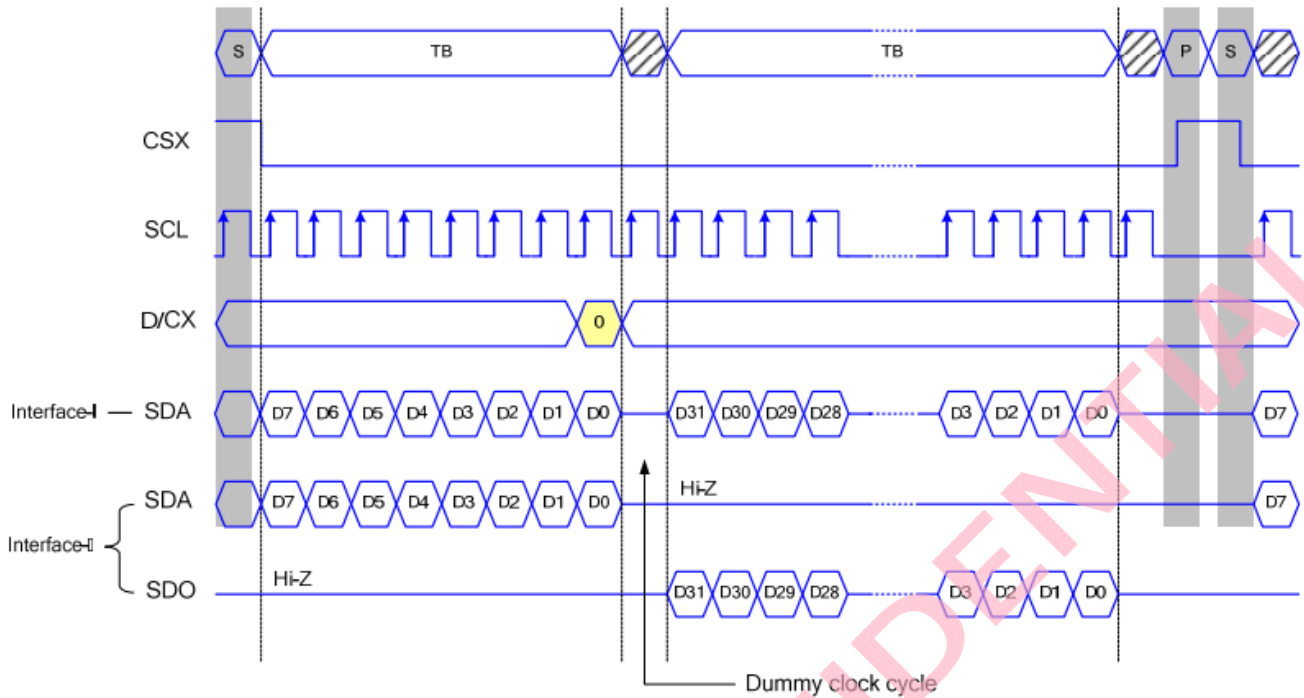 S TB TB P S
CSX
SCL
D/CX 0
Interface-I SDA D7 D6 D5 D4 D3 D2 D1 D0 D31 D30 D29 D28 D3 D2 D1 D0 D7
SDA D7 D6 D5 D4 D3 D2 D1 D0 Hi-Z D7
Interface-
SDO Hi-Z D31 D30 D29 D28 D3 D2 D1 D0
Dummy clock cycle